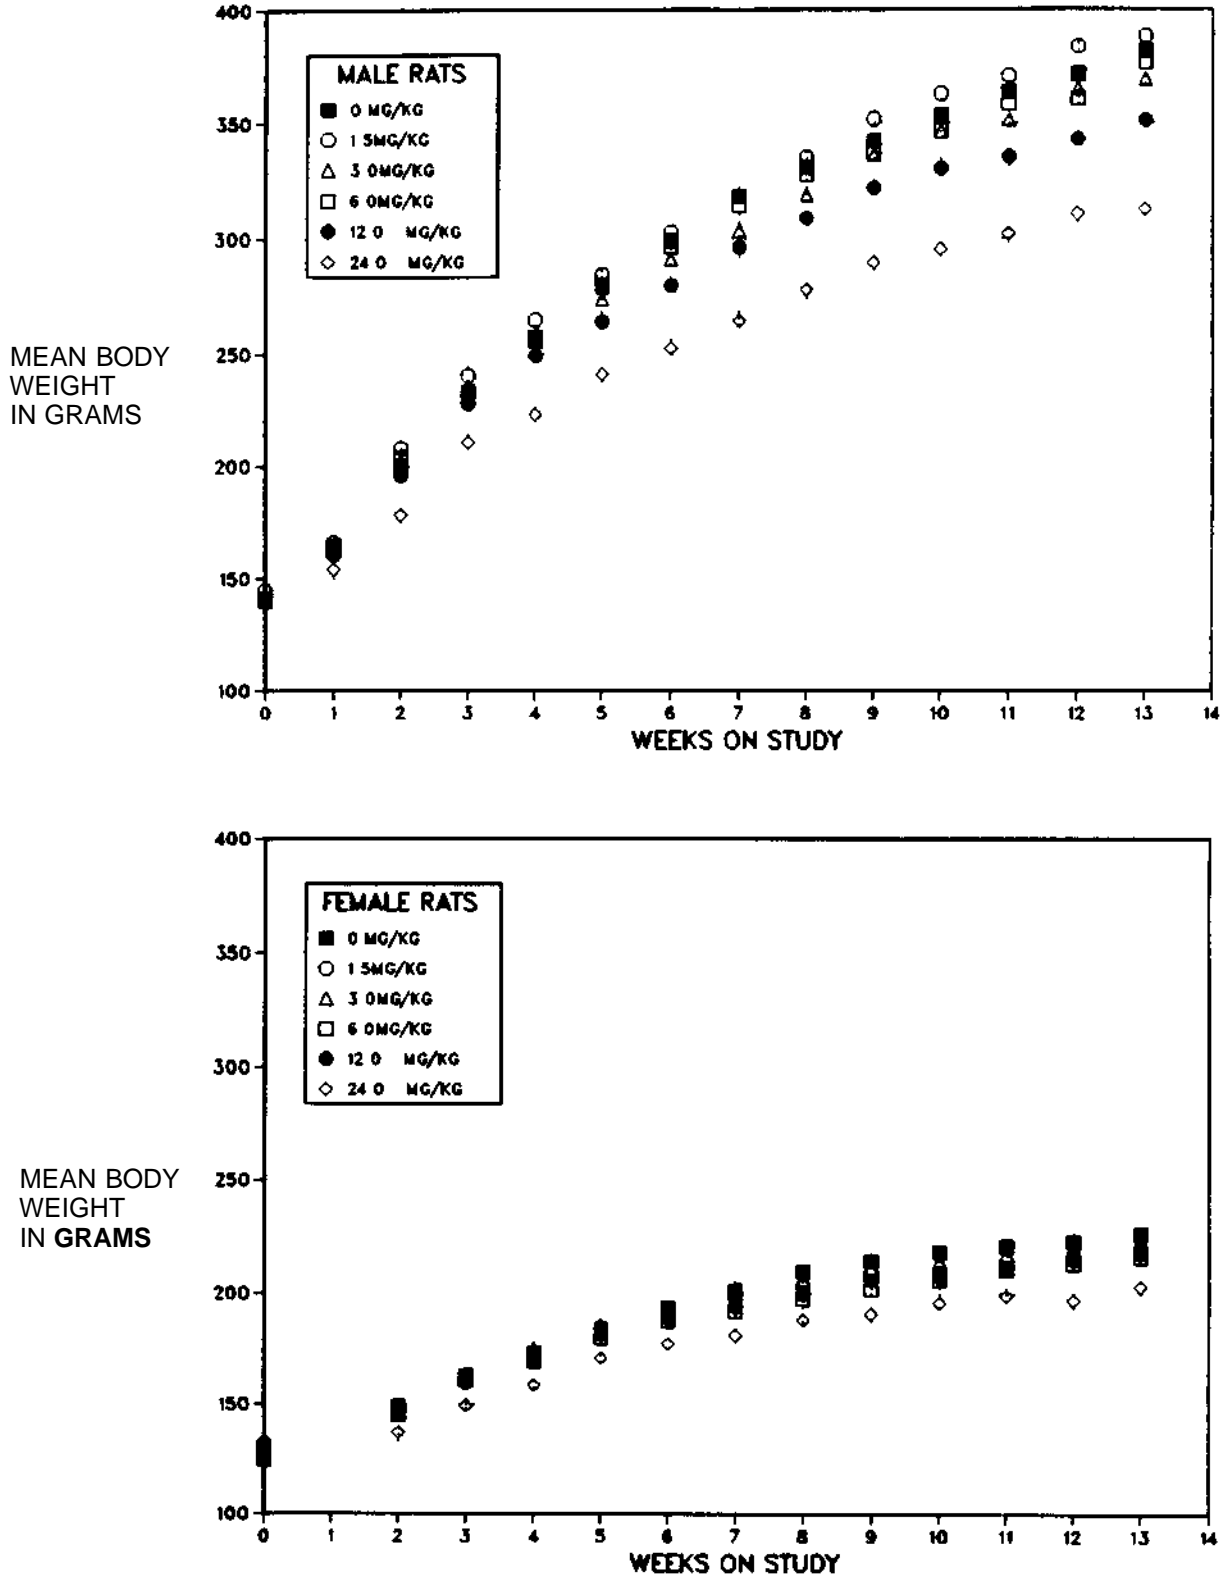 400
MALE RATS
0 MG/KG
1 5MG/KG
3 0MG/KG
6 0MG/KG
12 0 MG/KG
24 0 MG/KG
350
300
250
200
150
100
MEAN BODY
WEIGHT
IN GRAMS
0 1 2 3 4 5 6 7 8 9 10 11 12 13 14
WEEKS ON STUDY
400
FEMALE RATS
0 MG/KG
1 5MG/KG
3 0MG/KG
6 0MG/KG
12 0 MG/KG
24 0 MG/KG
350
300
250
200
150
100
MEAN BODY
WEIGHT
IN GRAMS
0 1 2 3 4 5 6 7 8 9 10 11 12 13 14
WEEKS ON STUDY